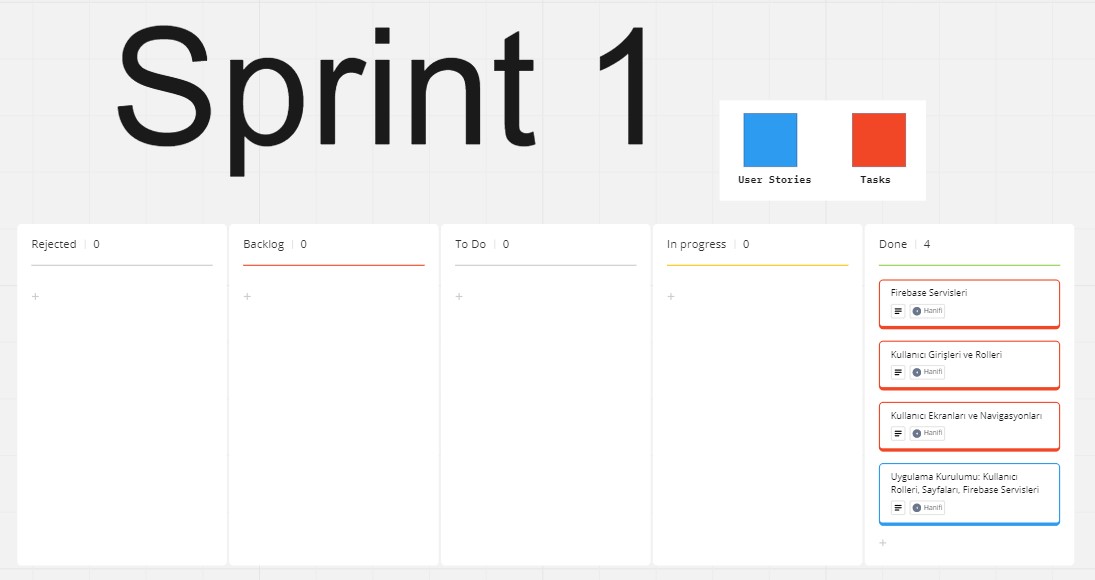 Sprint 1
User Stories
Tasks
Rejected | 0
Backlog | 0
To Do | 0
In progress | 0
Done | 4
Firebase Servisleri
Hanifi
Kullanıcı Girişleri ve Rolleri
Hanifi
Kullanıcı Ekranları ve Navigasyonları
Hanifi
Uygulama Kurulumu: Kullanıcı
Rolleri, Sayfaları, Firebase Servisleri
Hanifi